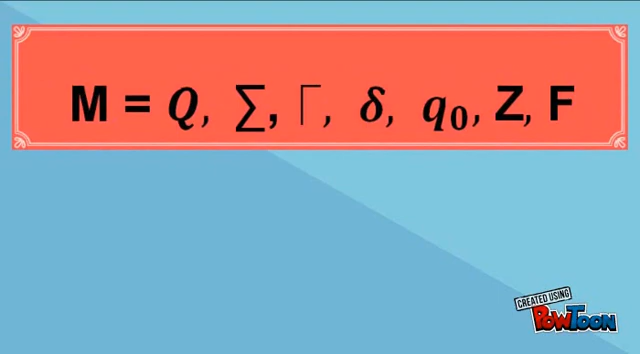 M = Q, ∑, Γ, δ, q₀, Z, F
CREATED USING
POWTOON